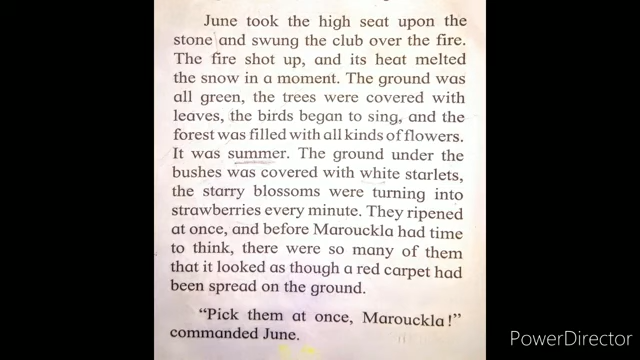 June took the high seat upon the
stone and swung the club over the fire.
The fire shot up, and its heat melted
the snow in a moment. The ground was
all green, the trees were covered with
leaves, the birds began to sing, and the
forest was filled with all kinds of flowers.
It was summer. The ground under the
bushes was covered with white starlets,
the starry blossoms were turning into
strawberries every minute. They ripened
at once, and before Marouckla had time
to think, there were so many of them
that it looked as though a red carpet had
been spread on the ground.
“Pick them at once, Marouckla!”
commanded June.
PowerDirector